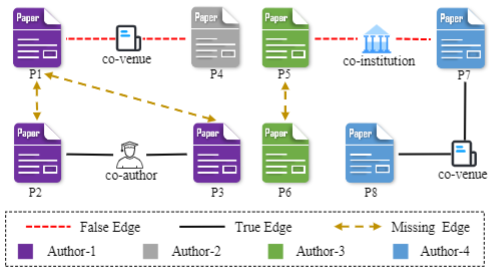 Paper Paper Paper Paper
P1 co-venue P4 P5 co-institution P7
Paper Paper Paper Paper
P2 co-author P3 P6 P8 co-venue
False Edge True Edge Missing Edge
Author-1 Author-2 Author-3 Author-4